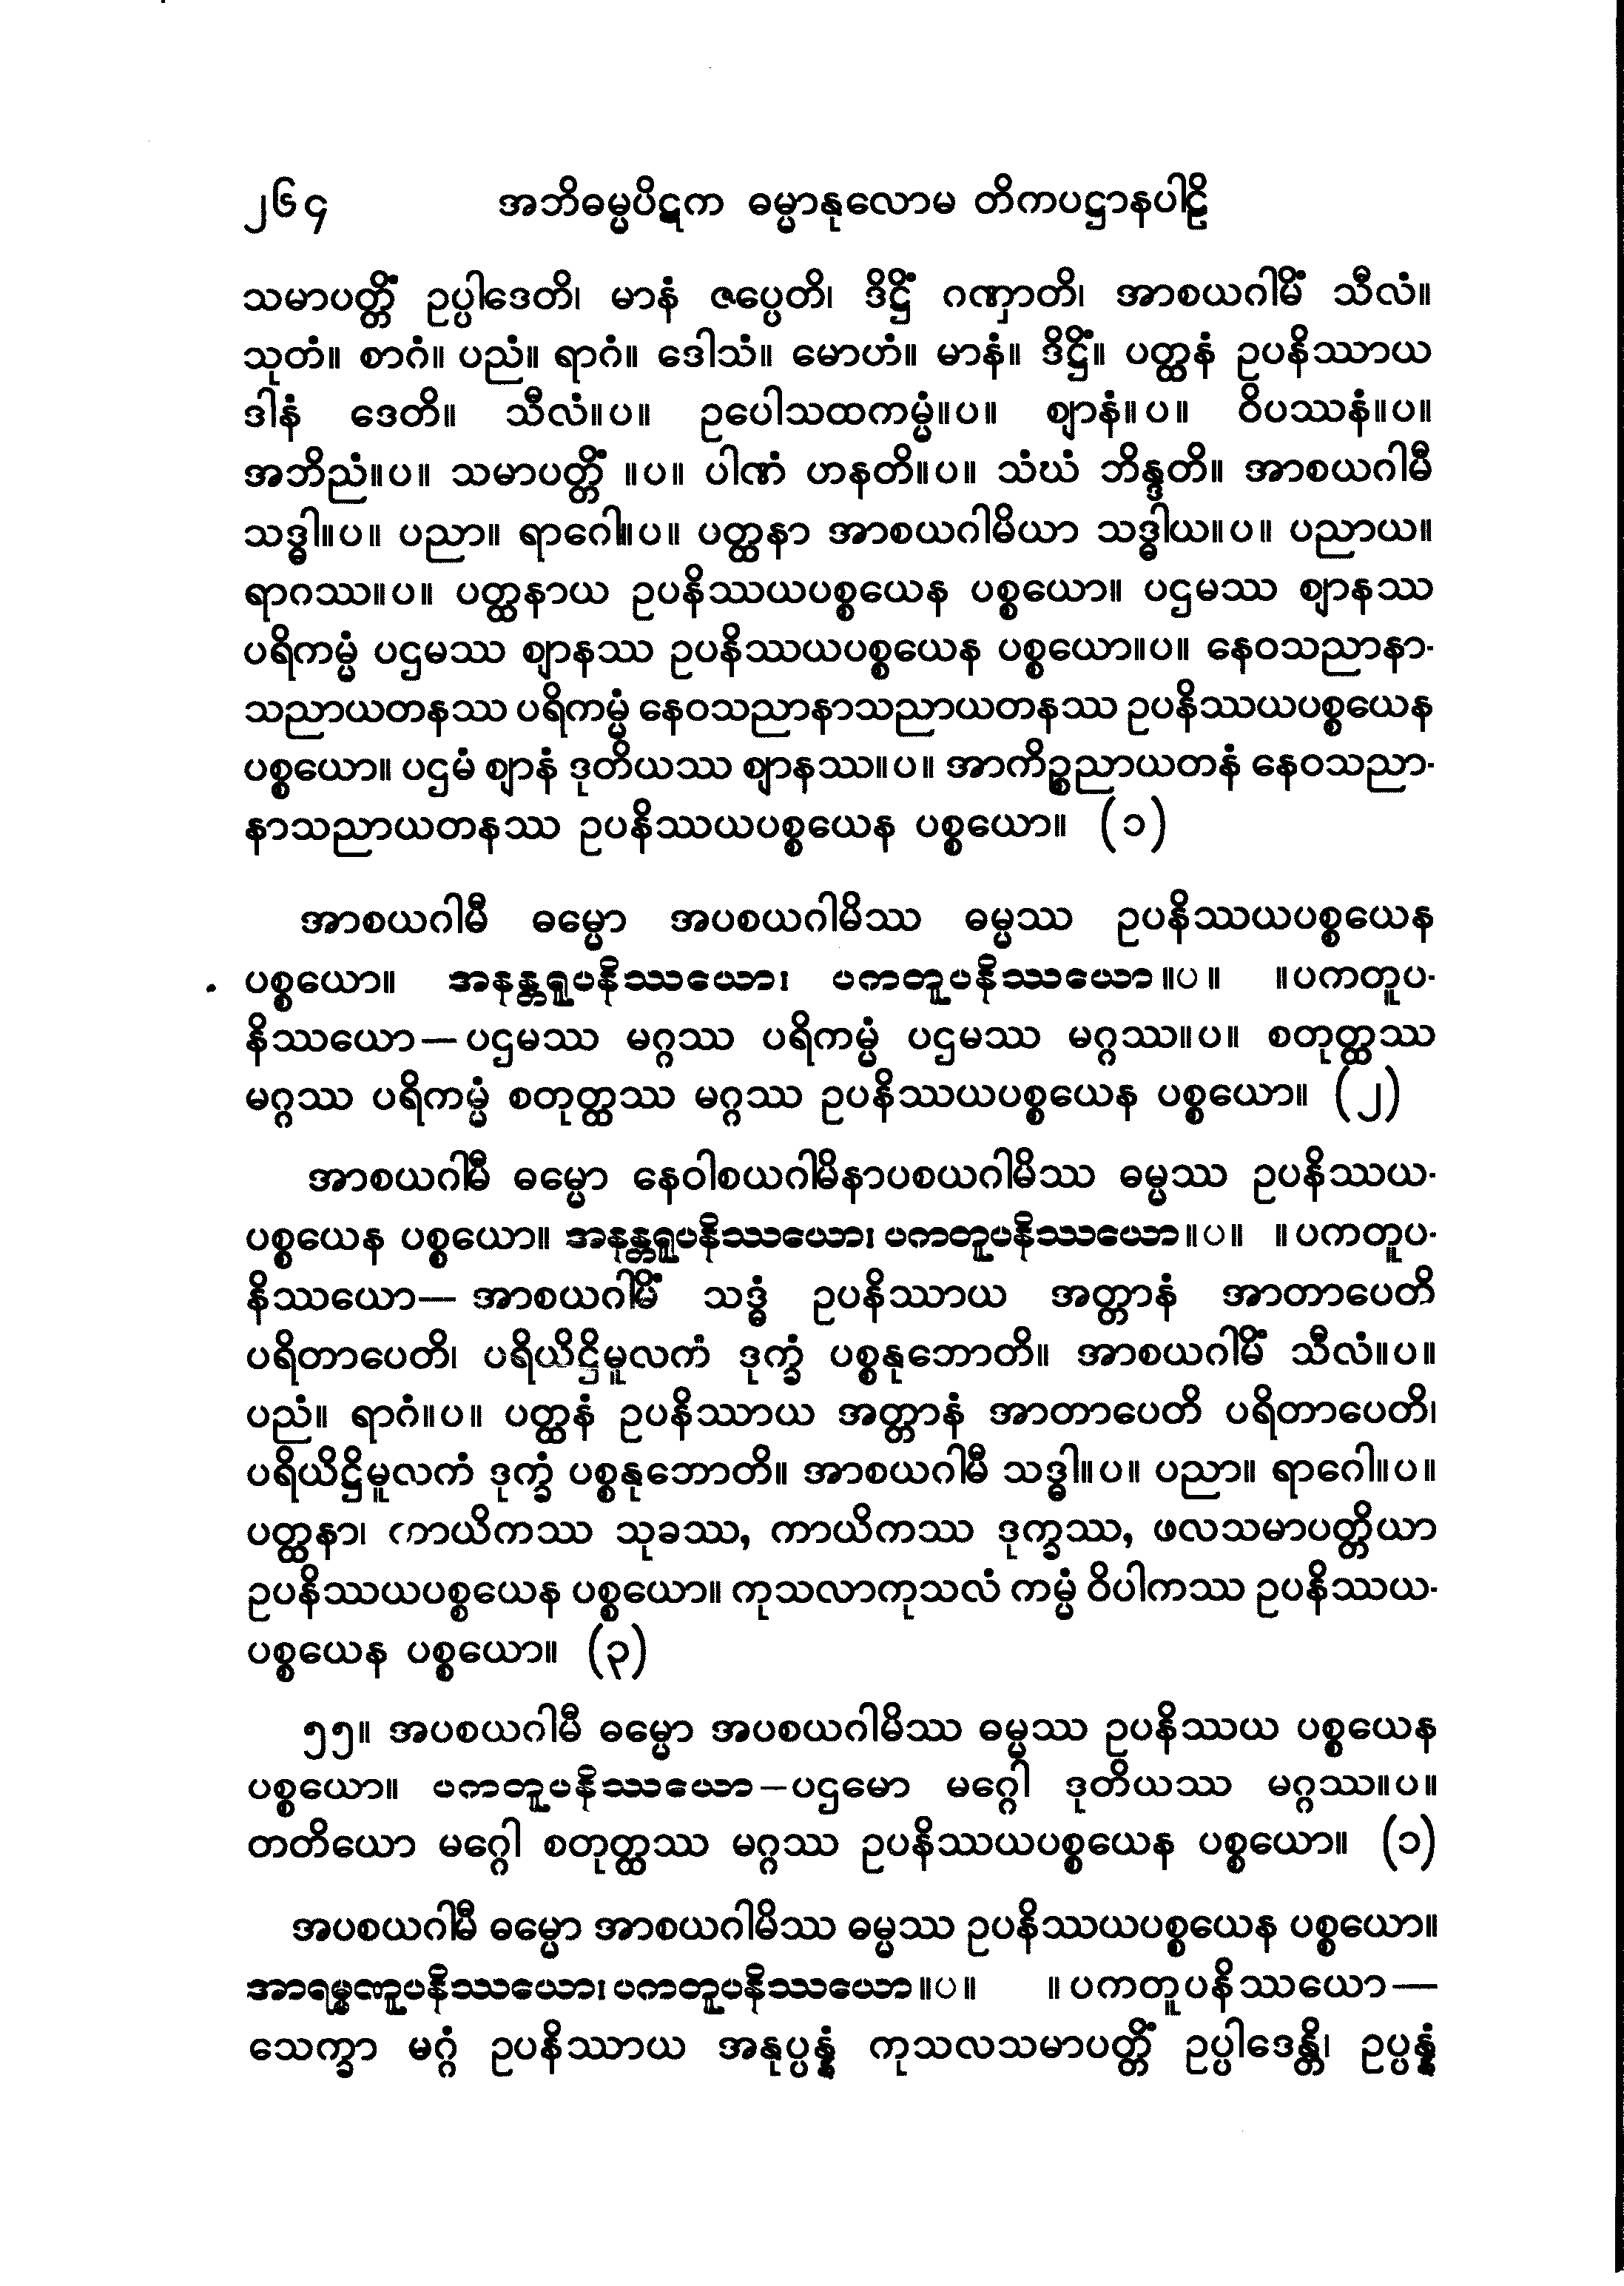 ၂၆၄ အဘိဓမ္မပိဋက ဓမ္မာနုလောမ တိကပဋ္ဌာနပါဠိ
သမာပတ္တိံ ဥပ္ပါဒေတိ၊ မာနံ ဇပ္ပေတိ၊ ဒိဋ္ဌိံ ဂဏှာတိ၊ အာစယဂါမိံ သီလံ။
သုတံ။ စာဂံ။ ပညံ။ ရာဂံ။ ဒေါသံ။ မောဟံ။ မာနံ။ ဒိဋ္ဌိံ။ ပတ္ထနံ ဥပနိဿာယ
ဒါနံ ဒေတိ။ သီလံ။ပ။ ဥပေါသထကမ္မံ။ပ။ ဈာနံ။ပ။ ဝိပဿနံ။ပ။
အဘိညံ။ပ။ သမာပတ္တိံ ။ပ။ ပါဏံ ဟနတိ။ပ။ သံဃံ ဘိန္ဒတိ။ အာစယဂါမီ
သဒ္ဓါ။ပ။ ပညာ။ ရာဂေါ။ပ။ ပတ္ထနာ အာစယဂါမိယာ သဒ္ဓါယ။ပ။ ပညာယ။
ရာဂဿ။ပ။ ပတ္ထနာယ ဥပနိဿယပစ္စယေန ပစ္စယော။ ပဌမဿ ဈာနဿ
ပရိကမ္မံ ပဌမဿ ဈာနဿ ဥပနိဿယပစ္စယေန ပစ္စယော။ပ။ နေဝသညာနာ-
သညာယတနဿ ပရိကမ္မံ နေဝသညာနာသညာယတနဿ ဥပနိဿယပစ္စယေန
ပစ္စယော။ ပဌမံ ဈာနံ ဒုတိယဿ ဈာနဿ။ပ။ အာကိဉ္စညာယတနံ နေဝသညာ-
နာသညာယတနဿ ဥပနိဿယပစ္စယေန ပစ္စယော။ (၁)
အာစယဂါမီ ဓမ္မော အပစယဂါမိဿ ဓမ္မဿ ဥပနိဿယပစ္စယေန
ပစ္စယော။ အနန္တရူပနိဿယော၊ ပကတူပနိဿယော။ပ။ ။ပကတူပ-
နိဿယော— ပဌမဿ မဂ္ဂဿ ပရိကမ္မံ ပဌမဿ မဂ္ဂဿ။ပ။ စတုတ္ထဿ
မဂ္ဂဿ ပရိကမ္မံ စတုတ္ထဿ မဂ္ဂဿ ဥပနိဿယပစ္စယေန ပစ္စယော။ (၂)
အာစယဂါမီ ဓမ္မော နေဝါစယဂါမိနာပစယဂါမိဿ ဓမ္မဿ ဥပနိဿယ-
ပစ္စယေန ပစ္စယော။ အနန္တရူပနိဿယော၊ ပကတူပနိဿယော။ပ။ ။ပကတူပ-
နိဿယော— အာစယဂါမိံ သဒ္ဓံ ဥပနိဿာယ အတ္တာနံ အာတာပေတိ
ပရိတာပေတိ၊ ပရိယိဋ္ဌိမူလကံ ဒုက္ခံ ပစ္စနုဘောတိ။ အာစယဂါမိံ သီလံ။ပ။
ပညံ။ ရာဂံ။ပ။ ပတ္ထနံ ဥပနိဿာယ အတ္တာနံ အာတာပေတိ ပရိတာပေတိ၊
ပရိယိဋ္ဌိမူလကံ ဒုက္ခံ ပစ္စနုဘောတိ။ အာစယဂါမီ သဒ္ဓါ။ပ။ ပညာ။ ရာဂေါ။ပ။
ပတ္ထနာ၊ ကာယိကဿ သုခဿ, ကာယိကဿ ဒုက္ခဿ, ဖလသမာပတ္တိယာ
ဥပနိဿယပစ္စယေန ပစ္စယော။ ကုသလာကုသလံ ကမ္မံ ဝိပါကဿ ဥပနိဿယ-
ပစ္စယေန ပစ္စယော။ (၃)
၅၅။ အပစယဂါမီ ဓမ္မော အပစယဂါမိဿ ဓမ္မဿ ဥပနိဿယ ပစ္စယေန
ပစ္စယော။ ပကတူပနိဿယော—ပဌမော မဂ္ဂေါ ဒုတိယဿ မဂ္ဂဿ။ပ။
တတိယော မဂ္ဂေါ စတုတ္ထဿ မဂ္ဂဿ ဥပနိဿယပစ္စယေန ပစ္စယော။ (၁)
အပစယဂါမီ ဓမ္မော အာစယဂါမိဿ ဓမ္မဿ ဥပနိဿယပစ္စယေန ပစ္စယော။
အာရမ္မဏူပနိဿယော၊ ပကတူပနိဿယော။ပ။ ။ပကတူပနိဿယော—
သေက္ခာ မဂ္ဂံ ဥပနိဿာယ အနုပ္ပန္နံ ကုသလသမာပတ္တိံ ဥပ္ပါဒေန္တိ၊ ဥပ္ပန္နံ